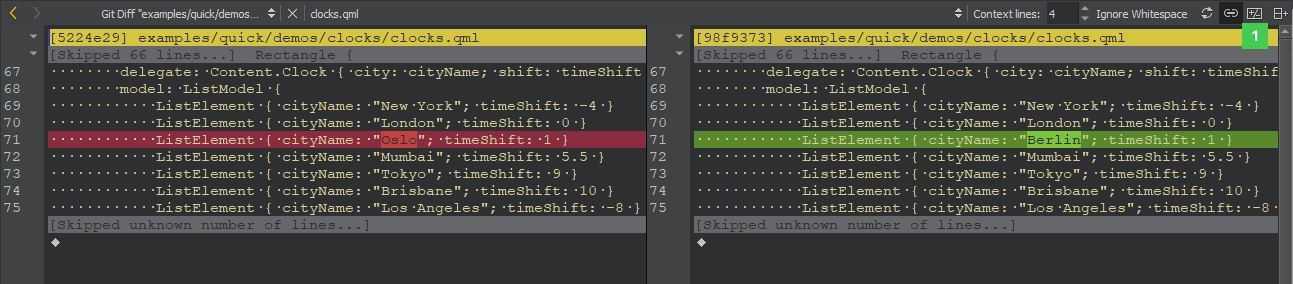 Git Diff "examples/quick/demos... clocks.qml Context lines: 4 Ignore Whitespace
1
[5224e29] examples/quick/demos/clocks/clocks.qml
[Skipped 66 lines...] Rectangle {
67 ········delegate:·Content.Clock·{·city:·cityName;·shift:·timeShift
68 ········model:·ListModel·{
69 ············ListElement·{·cityName:·"New·York";·timeShift:·-4·}
70 ············ListElement·{·cityName:·"London";·timeShift:·0·}
71 ············ListElement·{·cityName:·"Oslo";·timeShift:·1·}
72 ············ListElement·{·cityName:·"Mumbai";·timeShift:·5.5·}
73 ············ListElement·{·cityName:·"Tokyo";·timeShift:·9·}
74 ············ListElement·{·cityName:·"Brisbane";·timeShift:·10·}
75 ············ListElement·{·cityName:·"Los·Angeles";·timeShift:·-8·}
[Skipped unknown number of lines...]
[98f9373] examples/quick/demos/clocks/clocks.qml
[Skipped 66 lines...] Rectangle {
67 ········delegate:·Content.Clock·{·city:·cityName;·shift:·timeShift
68 ········model:·ListModel·{
69 ············ListElement·{·cityName:·"New·York";·timeShift:·-4·}
70 ············ListElement·{·cityName:·"London";·timeShift:·0·}
71 ············ListElement·{·cityName:·"Berlin";·timeShift:·1·}
72 ············ListElement·{·cityName:·"Mumbai";·timeShift:·5.5·}
73 ············ListElement·{·cityName:·"Tokyo";·timeShift:·9·}
74 ············ListElement·{·cityName:·"Brisbane";·timeShift:·10·}
75 ············ListElement·{·cityName:·"Los·Angeles";·timeShift:·-8
[Skipped unknown number of lines...]